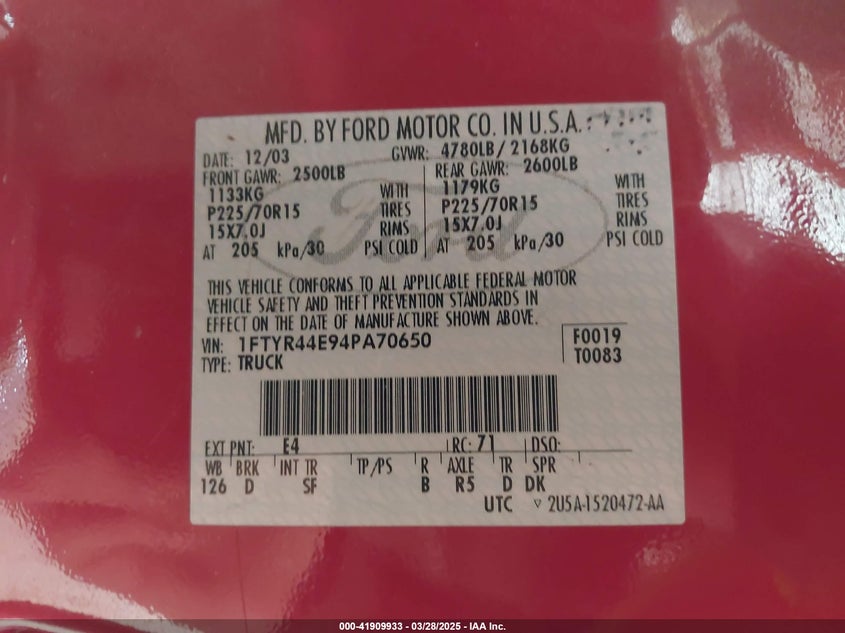 MFD. BY FORD MOTOR CO. IN U.S.A.
DATE: 12/03 GVWR: 4780LB / 2168KG
FRONT GAWR: 2500LB REAR GAWR: 2600LB
1133KG WITH 1179KG WITH
P225/70R15 TIRES P225/70R15 TIRES
15X7.0J RIMS 15X7.0J RIMS
AT 205 kPa/30 PSI COLD AT 205 kPa/30 PSI COLD
Ford
THIS VEHICLE CONFORMS TO ALL APPLICABLE FEDERAL MOTOR
VEHICLE SAFETY AND THEFT PREVENTION STANDARDS IN
EFFECT ON THE DATE OF MANUFACTURE SHOWN ABOVE.
VIN: 1FTYR44E94PA70650 F0019
TYPE: TRUCK T0083
EXT PNT: E4 RC: 71 DSO:
WB BRK INT TR TP/PS R AXLE TR SPR
126 D SF B R5 D DK
UTC 2U5A-1520472-AA
000-41909933 - 03/28/2025 - IAA Inc.